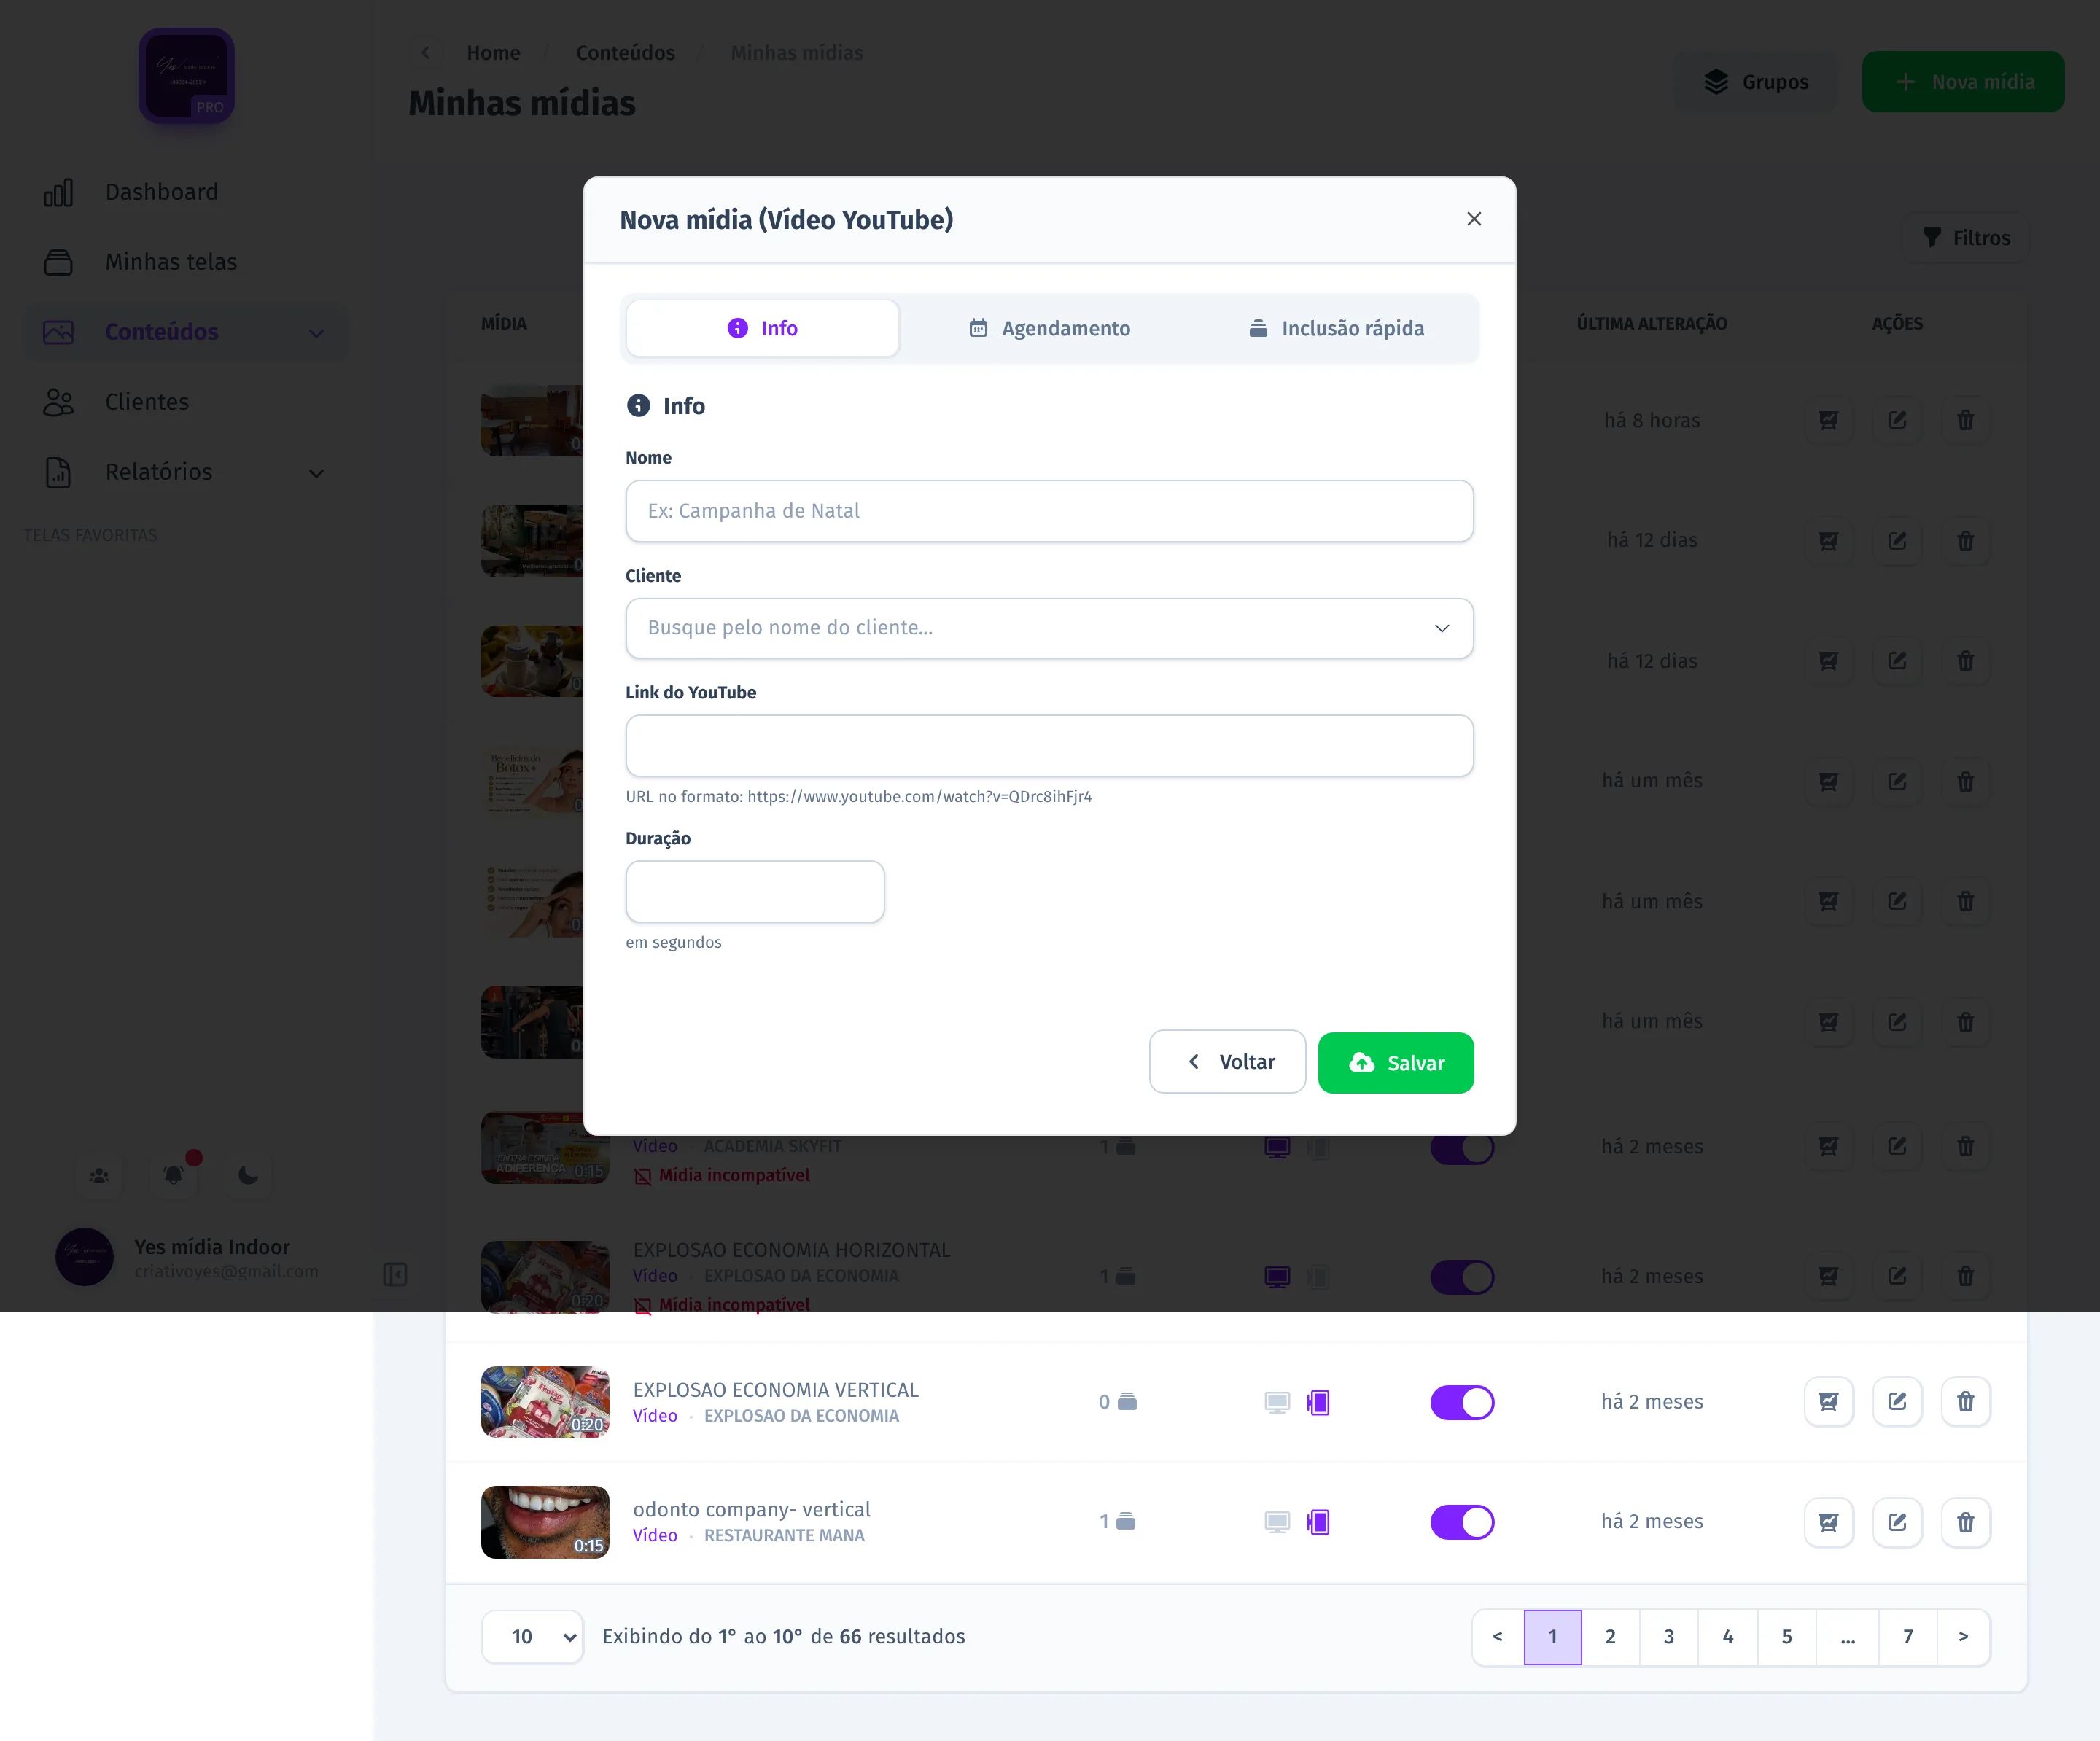 PRO
Dashboard
Minhas telas
Conteúdos
Clientes
Relatórios
TELAS FAVORITAS
Yes mídia Indoor
criativoyes@gmail.com
Home / Conteúdos / Minhas mídias
Minhas mídias
Grupos
+ Nova mídia
Filtros
MÍDIA
ÚLTIMA ALTERAÇÃO
AÇÕES
há 8 horas
há 12 dias
há 12 dias
Benefícios do
Botox
há um mês
há um mês
há um mês
Nova mídia (Vídeo YouTube)
Info
Agendamento
Inclusão rápida
Info
Nome
Ex: Campanha de Natal
Cliente
Busque pelo nome do cliente...
Link do YouTube
URL no formato: https://www.youtube.com/watch?v=QDrc8ihFjr4
Duração
em segundos
Voltar
Salvar
ENTRA E SINTA
A DIFERENÇA
0:15
Vídeo · ACADEMIA SKYFIT
Mídia incompatível
1
há 2 meses
0:20
EXPLOSAO ECONOMIA HORIZONTAL
Vídeo · EXPLOSAO DA ECONOMIA
Mídia incompatível
1
há 2 meses
0:20
EXPLOSAO ECONOMIA VERTICAL
Vídeo · EXPLOSAO DA ECONOMIA
0
há 2 meses
0:15
odonto company- vertical
Vídeo · RESTAURANTE MANA
1
há 2 meses
10
Exibindo do 1° ao 10° de 66 resultados
< 1 2 3 4 5 ... 7 >